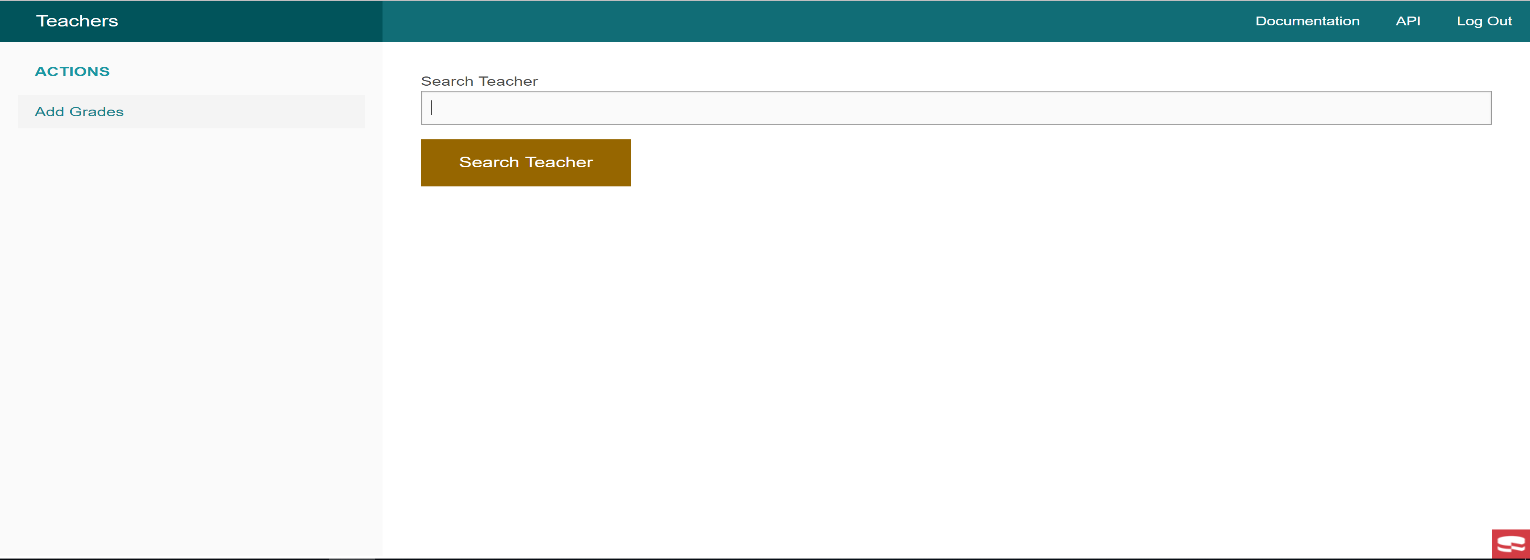 Teachers
Documentation API Log Out
ACTIONS
Add Grades
Search Teacher
Search Teacher